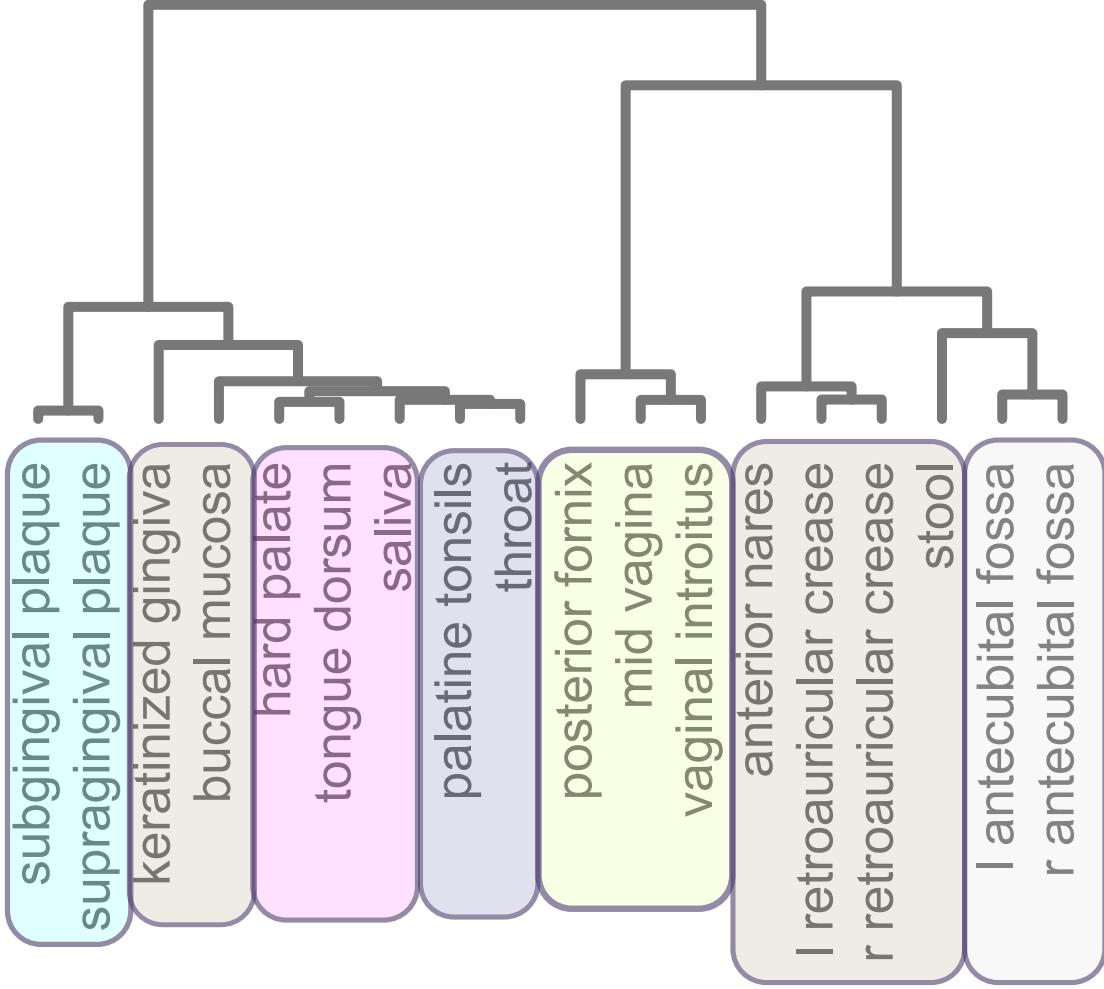 subgingival plaque
supragingival plaque
keratinized gingiva
buccal mucosa
hard palate
tongue dorsum
saliva
palatine tonsils
throat
posterior fornix
mid vagina
vaginal introitus
anterior nares
l retroauricular crease
r retroauricular crease
stool
l antecubital fossa
r antecubital fossa